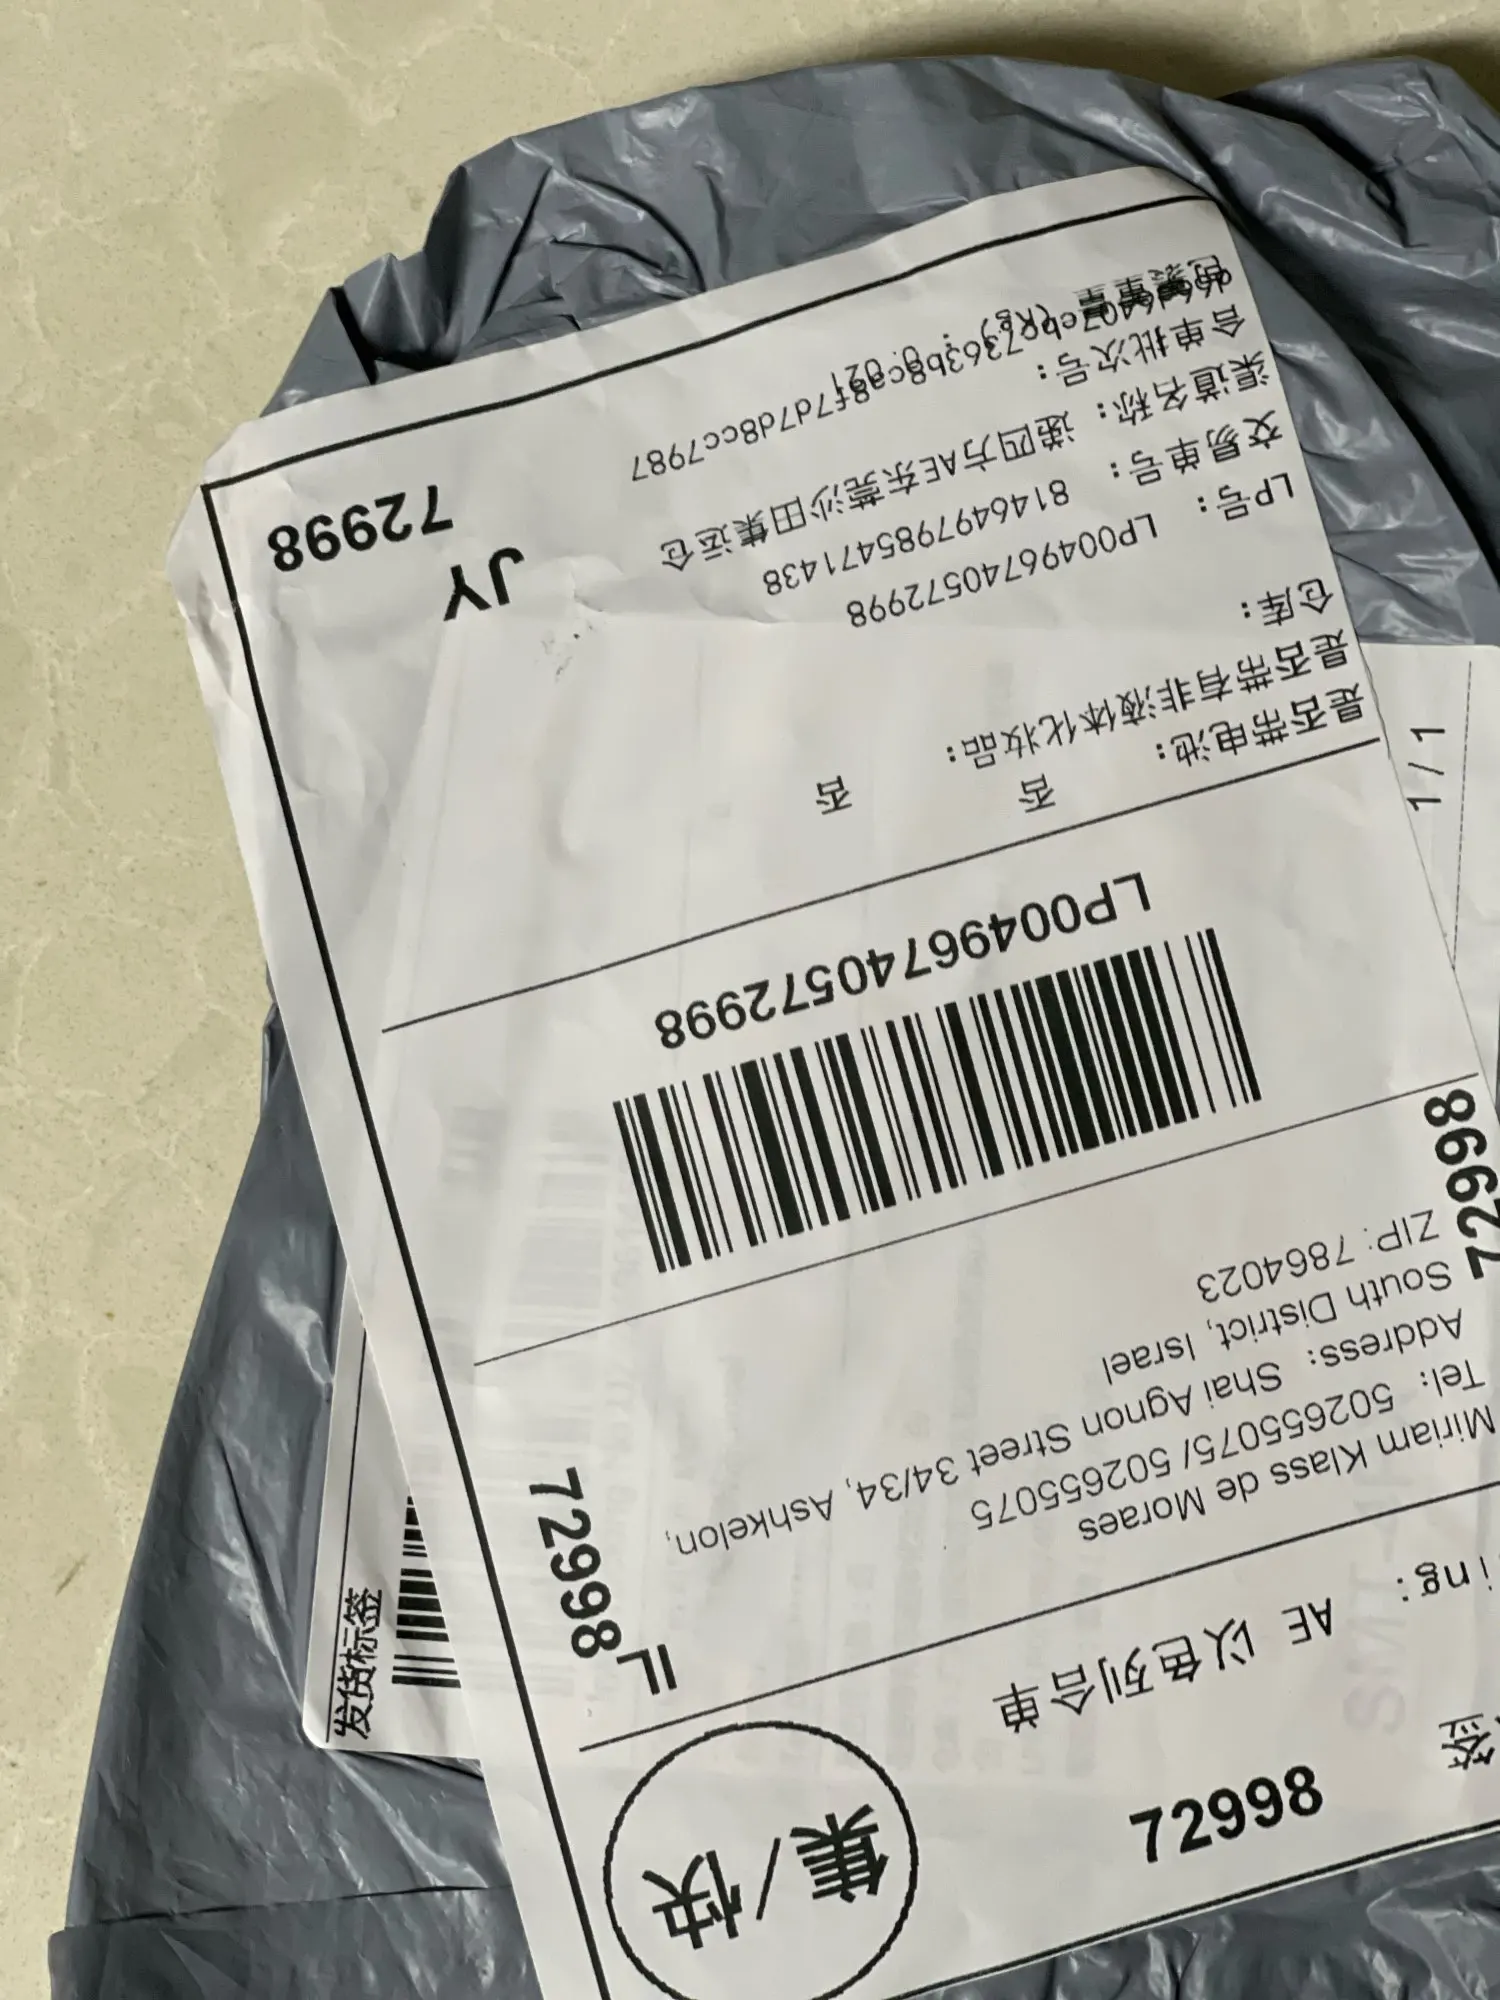 集/快
72998
签
AE 以色列合单
ing:
IL
Miriam Klass de Moraes
Tel: 502655075/ 502655075
Address: Shai Agnon Street 34/34, Ashkelon,
South District, Israel
ZIP: 7864023
72998
72998
LP00496740572998
是否带电池: 否
是否带有非液体化妆品: 否
仓库:
LP号: LP00496740572998
交易单号: 8146497985471438
渠道名称: 递四方AE东莞沙田集运仓
合单批次号:
JY
72998
1 / 1
发货标签